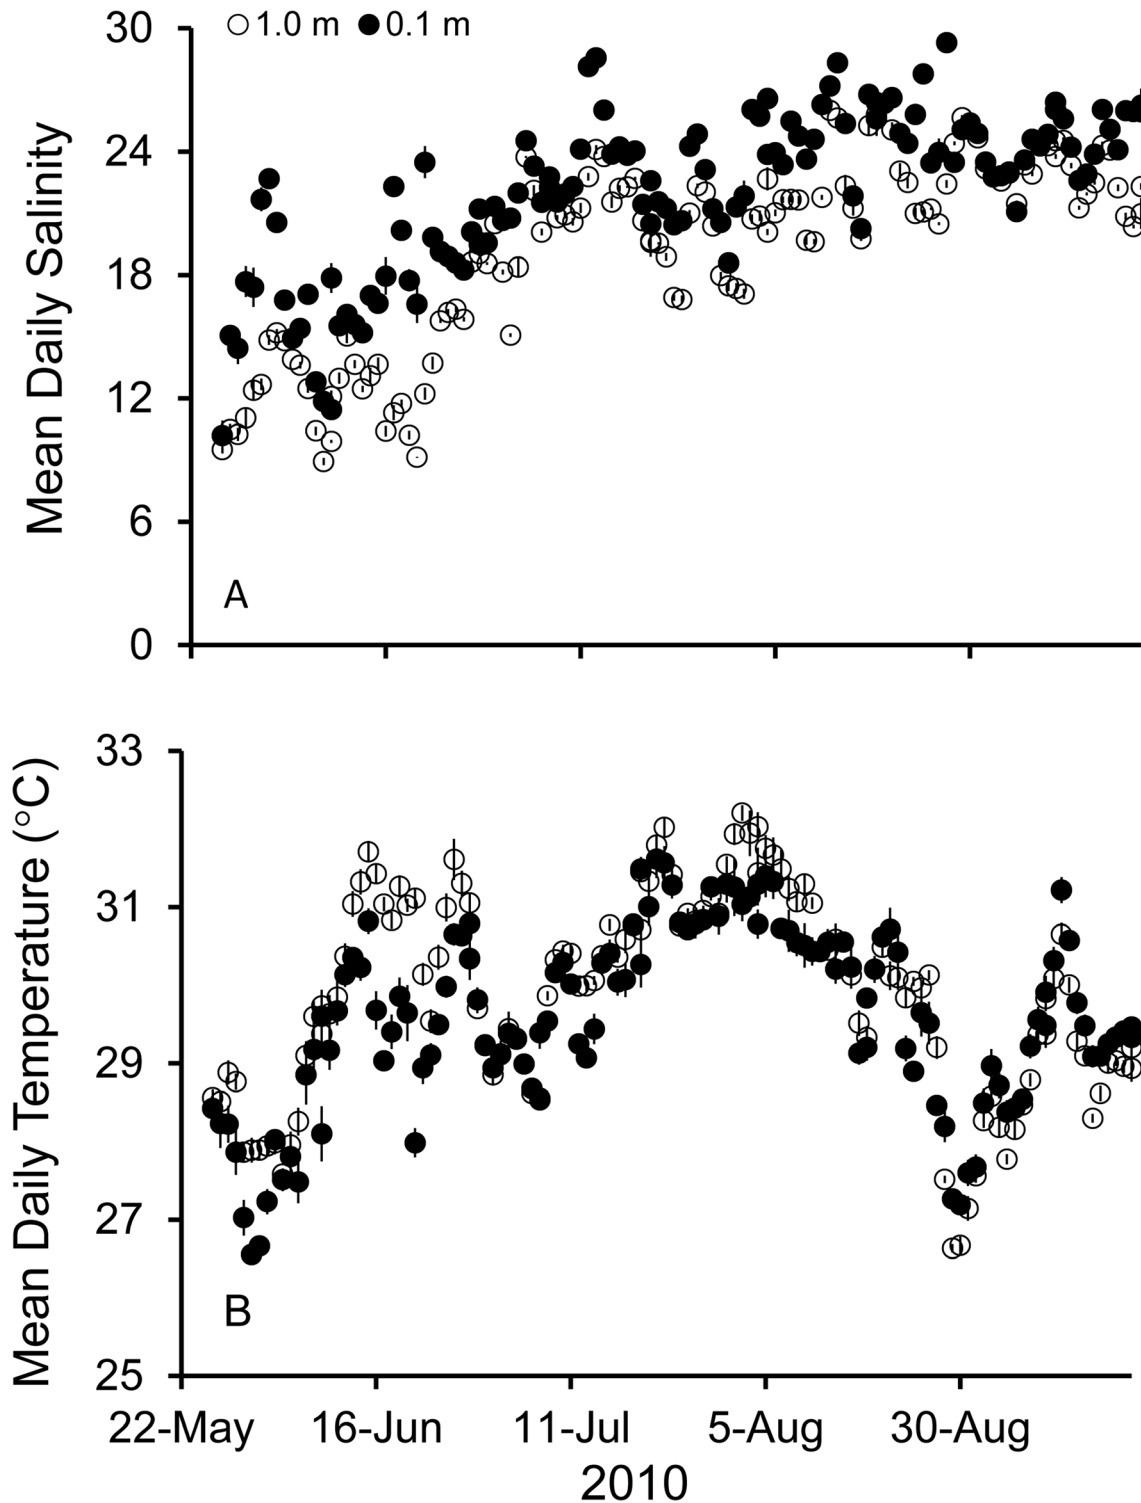 ○ 1.0 m ● 0.1 m
30
24
18
12
6
0
Mean Daily Salinity
A
33
31
29
27
25
Mean Daily Temperature (°C)
B
22-May 16-Jun 11-Jul 5-Aug 30-Aug
2010